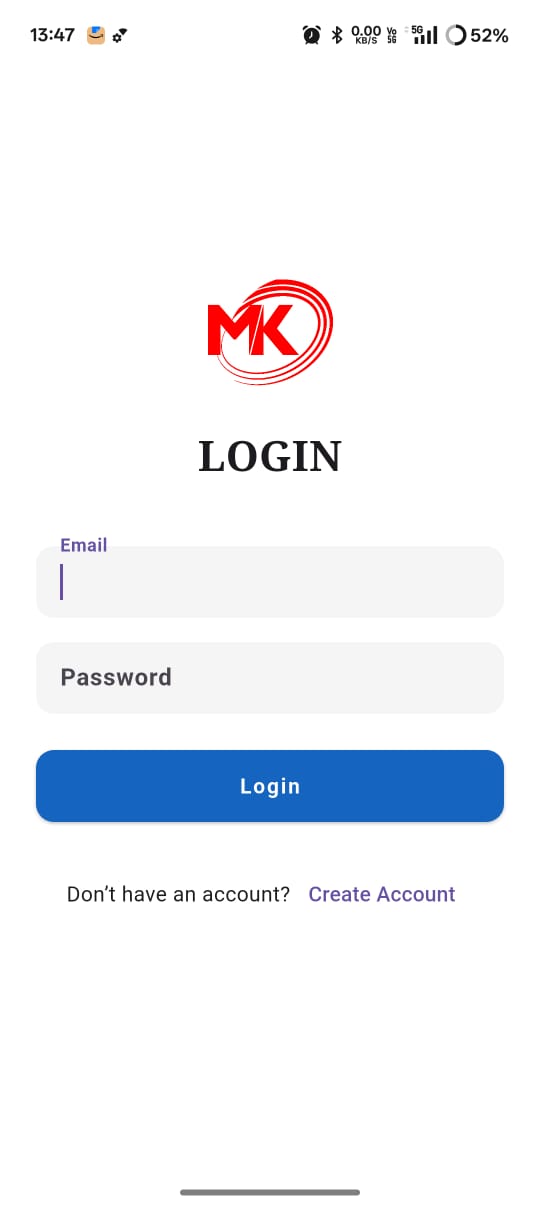 13:47 0.00 KB/S Vo 5G 5G 52%
MK
LOGIN
Email
Password
Login
Don’t have an account? Create Account